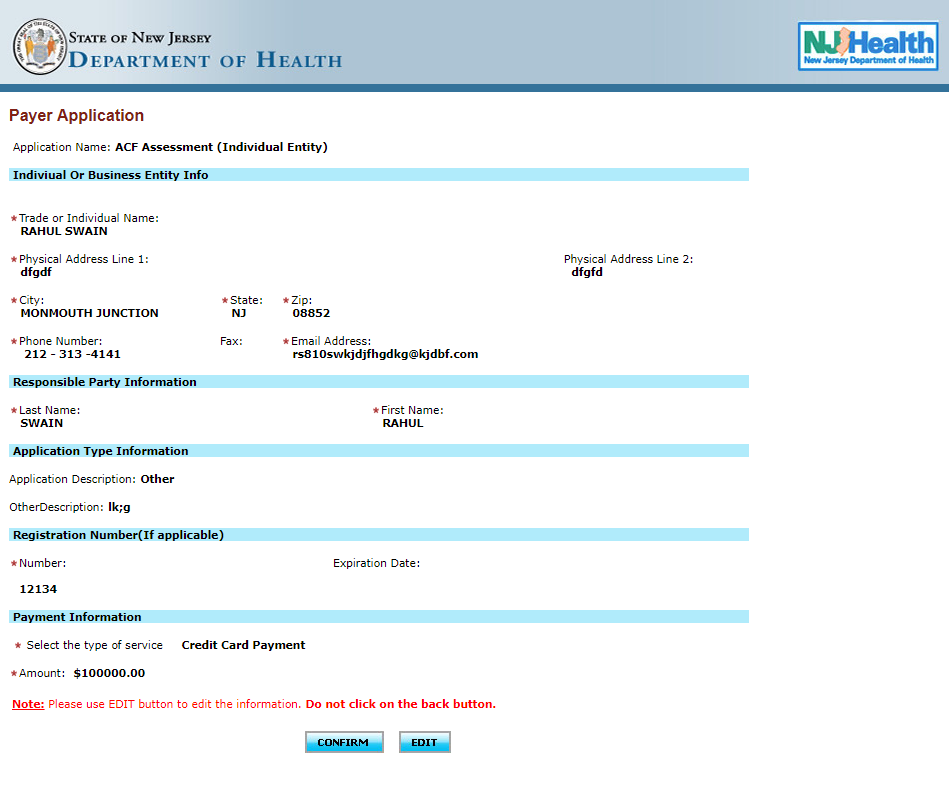 STATE OF NEW JERSEY
DEPARTMENT OF HEALTH
NJHealth
New Jersey Department of Health
Payer Application
Application Name: ACF Assessment (Individual Entity)
Indiviual Or Business Entity Info
*Trade or Individual Name:
RAHUL SWAIN
*Physical Address Line 1: Physical Address Line 2:
dfgdf dfgfd
*City: *State: *Zip:
MONMOUTH JUNCTION NJ 08852
*Phone Number: Fax: *Email Address:
212 - 313 -4141 rs810swkjdjfhgdkg@kjdbf.com
Responsible Party Information
*Last Name: *First Name:
SWAIN RAHUL
Application Type Information
Application Description: Other
OtherDescription: lk;g
Registration Number(If applicable)
*Number: Expiration Date:
12134
Payment Information
* Select the type of service Credit Card Payment
*Amount: $100000.00
Note: Please use EDIT button to edit the information. Do not click on the back button.
CONFIRM EDIT